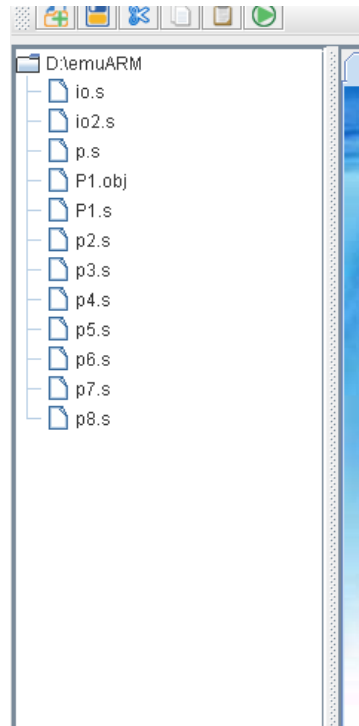 D:\emuARM
io.s
io2.s
p.s
P1.obj
P1.s
p2.s
p3.s
p4.s
p5.s
p6.s
p7.s
p8.s